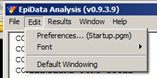 EpiData Analysis (v0.9.3.9)
File Edit Results Window Help
Preferences... (Startup.pgm)
Font
Default Windowing